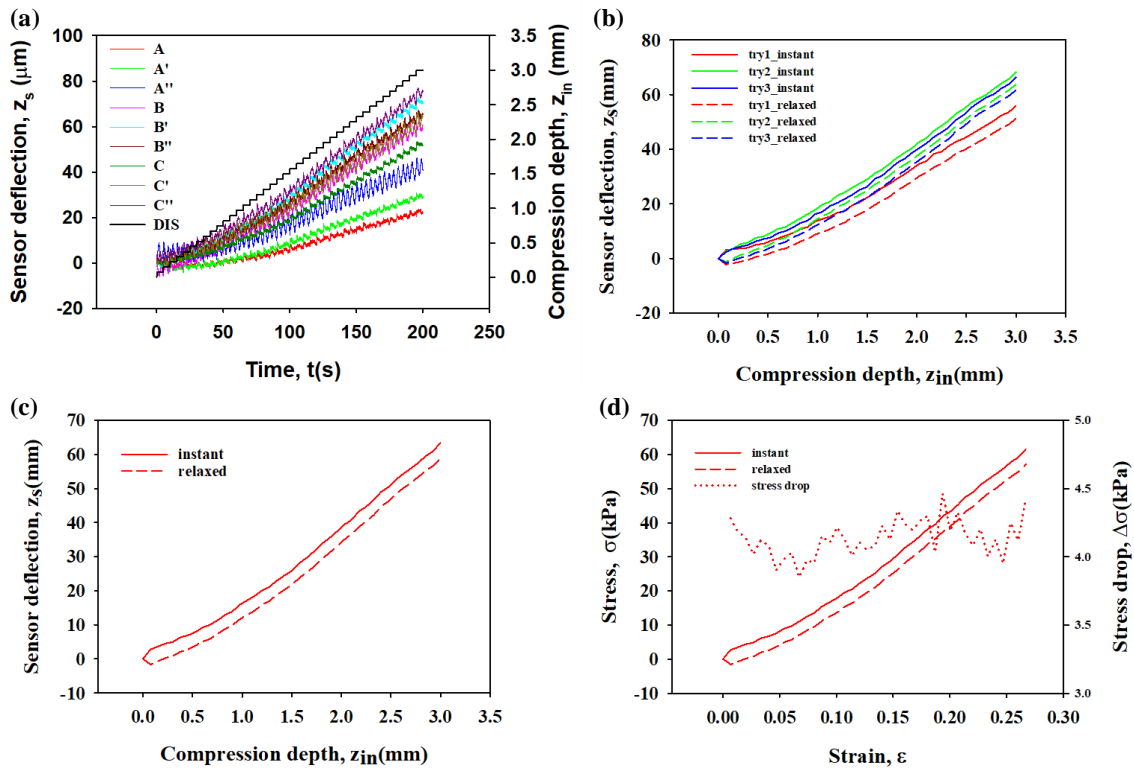 (a)
Sensor deflection, zs (μm)
100
80
60
40
20
0
-20
A
A'
A''
B
B'
B''
C
C'
C''
DIS
0
50
100
150
200
250
Time, t(s)
3.5
3.0
2.5
2.0
1.5
1.0
0.5
0.0
Compression depth, zin (mm)
(b)
Sensor deflection, zs(mm)
80
60
40
20
0
-20
try1_instant
try2_instant
try3_instant
try1_relaxed
try2_relaxed
try3_relaxed
0.0
0.5
1.0
1.5
2.0
2.5
3.0
3.5
Compression depth, zin(mm)
(c)
Sensor deflection, zs(mm)
70
60
50
40
30
20
10
0
-10
instant
relaxed
0.0
0.5
1.0
1.5
2.0
2.5
3.0
3.5
Compression depth, zin(mm)
(d)
Stress, σ(kPa)
70
60
50
40
30
20
10
0
-10
instant
relaxed
stress drop
0.00
0.05
0.10
0.15
0.20
0.25
0.30
Strain, ε
5.0
4.5
4.0
3.5
3.0
Stress drop, Δσ(kPa)